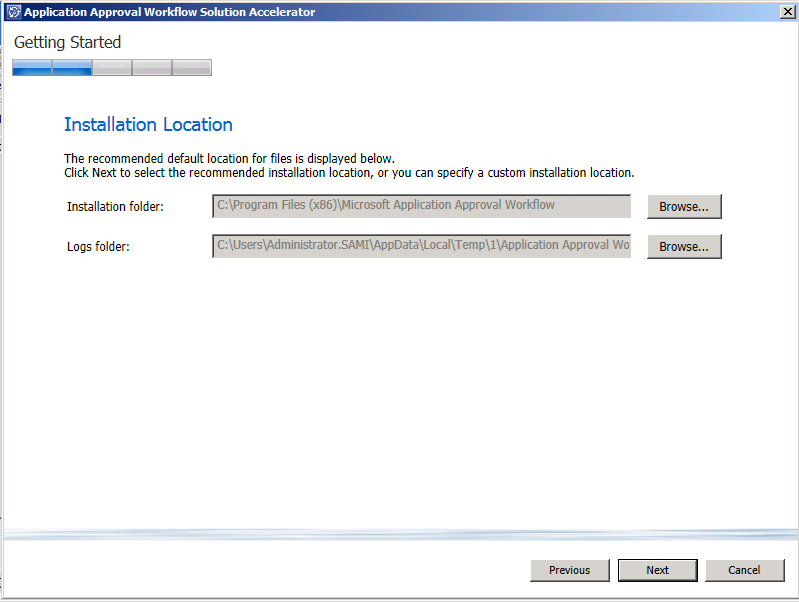 Application Approval Workflow Solution Accelerator
Getting Started
Installation Location
The recommended default location for files is displayed below.
Click Next to select the recommended installation location, or you can specify a custom installation location.
Installation folder: C:\Program Files (x86)\Microsoft Application Approval Workflow Browse...
Logs folder: C:\Users\Administrator.SAMI\AppData\Local\Temp\1\Application Approval Wo Browse...
Previous Next Cancel